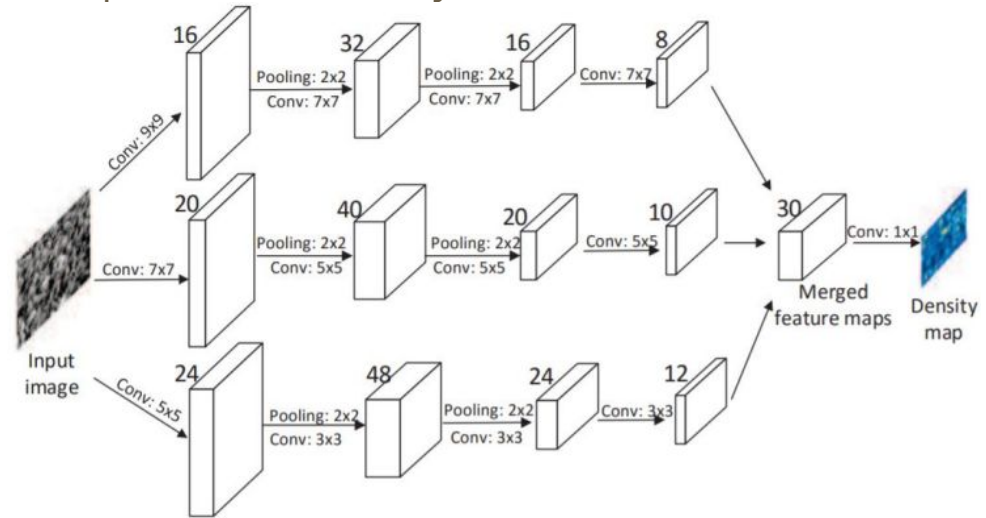 16
32
16
8
Pooling: 2x2
Conv: 7x7
Pooling: 2x2
Conv: 7x7
Conv: 7x7
Conv: 9x9
20
40
20
10
30
Conv: 7x7
Pooling: 2x2
Conv: 5x5
Pooling: 2x2
Conv: 5x5
Conv: 5x5
Conv: 1x1
Merged
feature maps
Density
map
Input
image
Conv: 5x5
24
48
24
12
Pooling: 2x2
Conv: 3x3
Pooling: 2x2
Conv: 3x3
Conv: 3x3